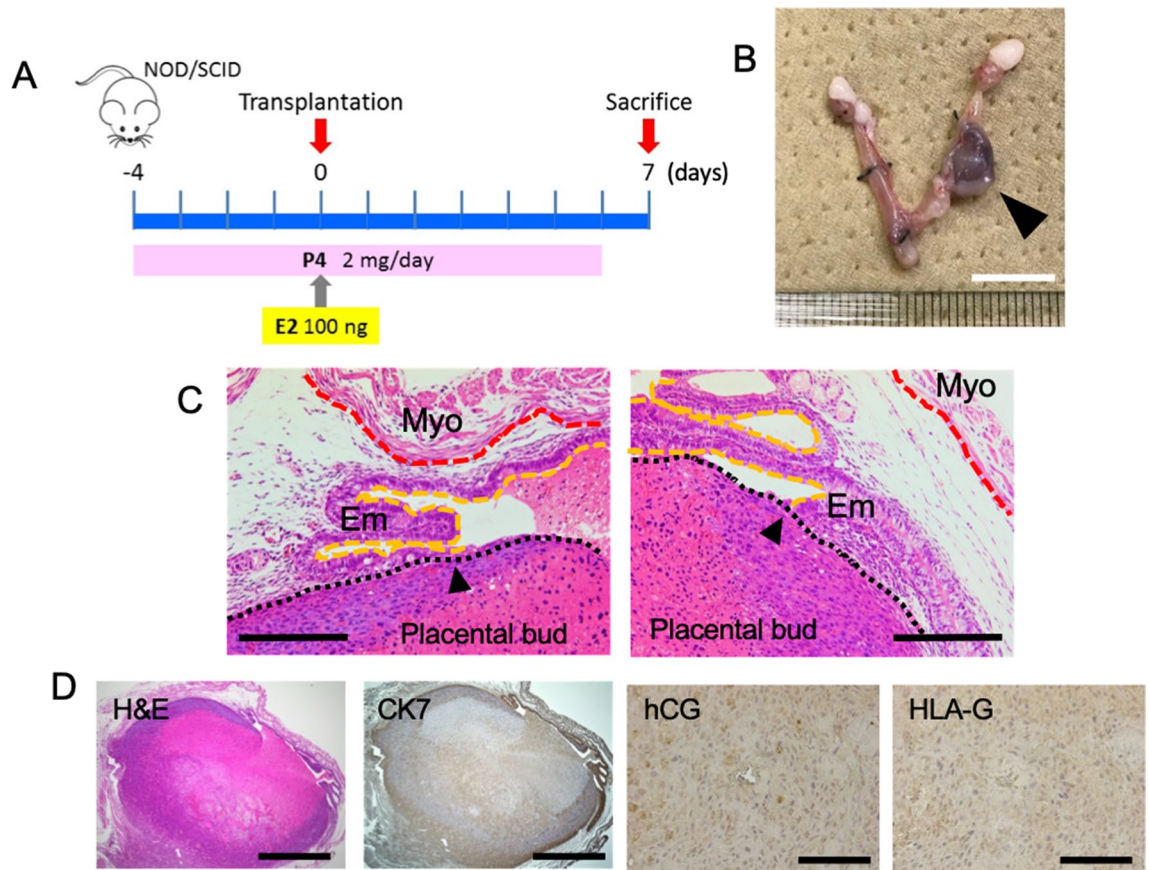 A
NOD/SCID
Transplantation
Sacrifice
-4
0
7 (days)
P4 2 mg/day
E2 100 ng
B
C
Myo
Em
Placental bud
Myo
Em
Placental bud
D
H&E
CK7
hCG
HLA-G